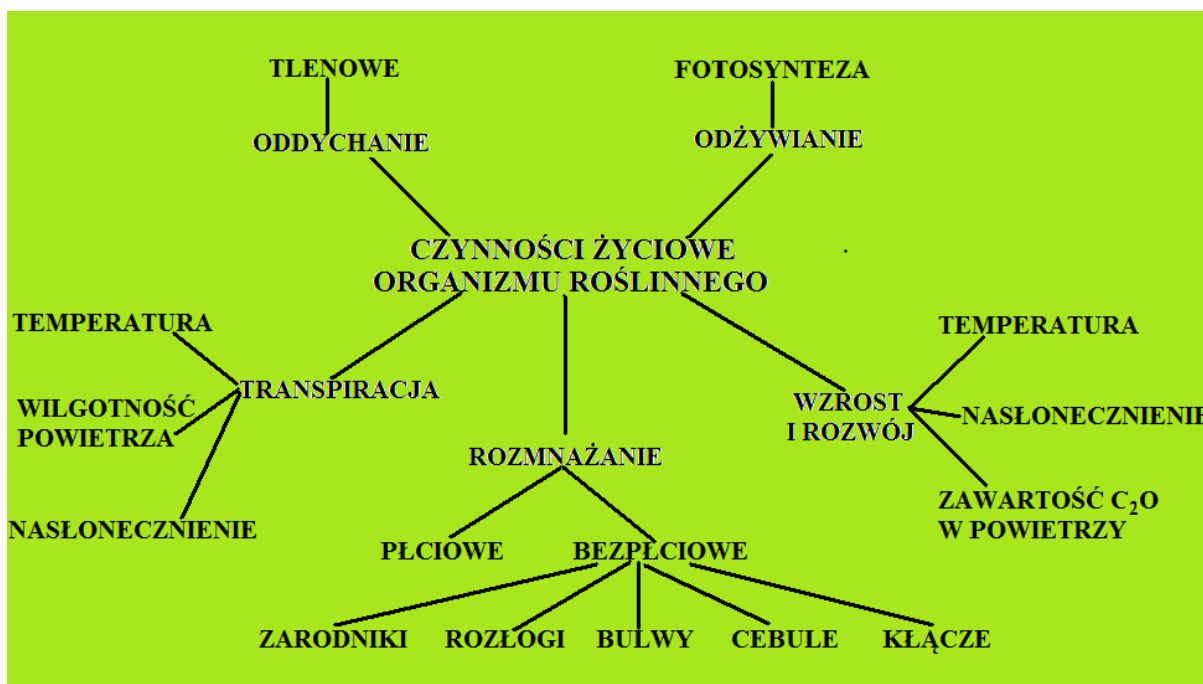 TLENOWE
FOTOSYNTEZA
ODDYCHANIE
ODŻYWIANIE
CZYNNOŚCI ŻYCIOWE
ORGANIZMU ROŚLINNEGO
TEMPERATURA
WILGOTNOŚĆ
POWIETRZA
NASŁONECZNIENIE
TRANSPIRACJA
ROZMNAŻANIE
PŁCIOWE
BEZPŁCIOWE
ZARODNIKI
ROZŁOGI
BULWY
CEBULE
KŁĄCZE
WZROST
I ROZWÓJ
TEMPERATURA
NASŁONECZNIENIE
ZAWARTOŚĆ C₂O
W POWIETRZY